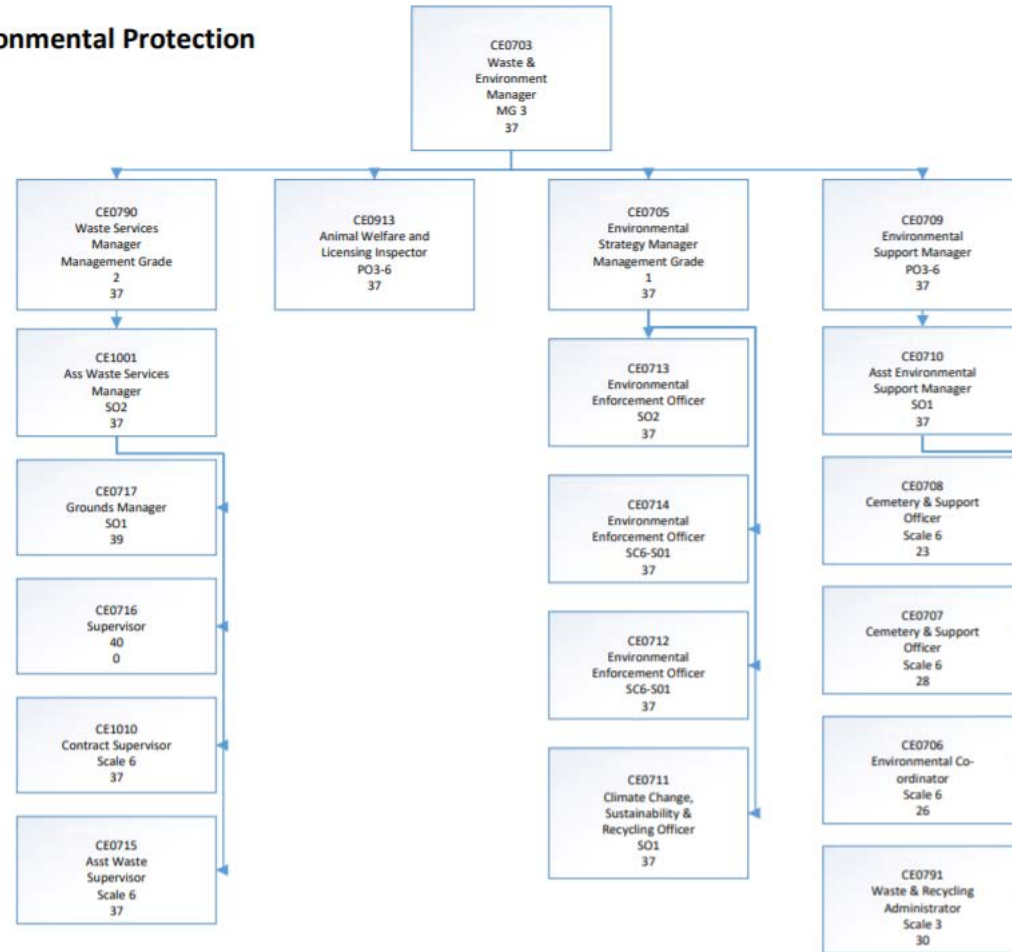 onmental Protection
CE0703
Waste &
Environment
Manager
MG 3
37
CE0790
Waste Services
Manager
Management Grade
2
37
CE0913
Animal Welfare and
Licensing Inspector
PO3-6
37
CE0705
Environmental
Strategy Manager
Management Grade
1
37
CE0709
Environmental
Support Manager
PO3-6
37
CE1001
Ass Waste Services
Manager
SO2
37
CE0717
Grounds Manager
SO1
39
CE0716
Supervisor
40
0
CE1010
Contract Supervisor
Scale 6
37
CE0715
Asst Waste
Supervisor
Scale 6
37
CE0713
Environmental
Enforcement Officer
SO2
37
CE0714
Environmental
Enforcement Officer
SC6-S01
37
CE0712
Environmental
Enforcement Officer
SC6-S01
37
CE0711
Climate Change,
Sustainability &
Recycling Officer
SO1
37
CE0710
Asst Environmental
Support Manager
SO1
37
CE0708
Cemetery & Support
Officer
Scale 6
23
CE0707
Cemetery & Support
Officer
Scale 6
28
CE0706
Environmental Co-
ordinator
Scale 6
26
CE0791
Waste & Recycling
Administrator
Scale 3
30